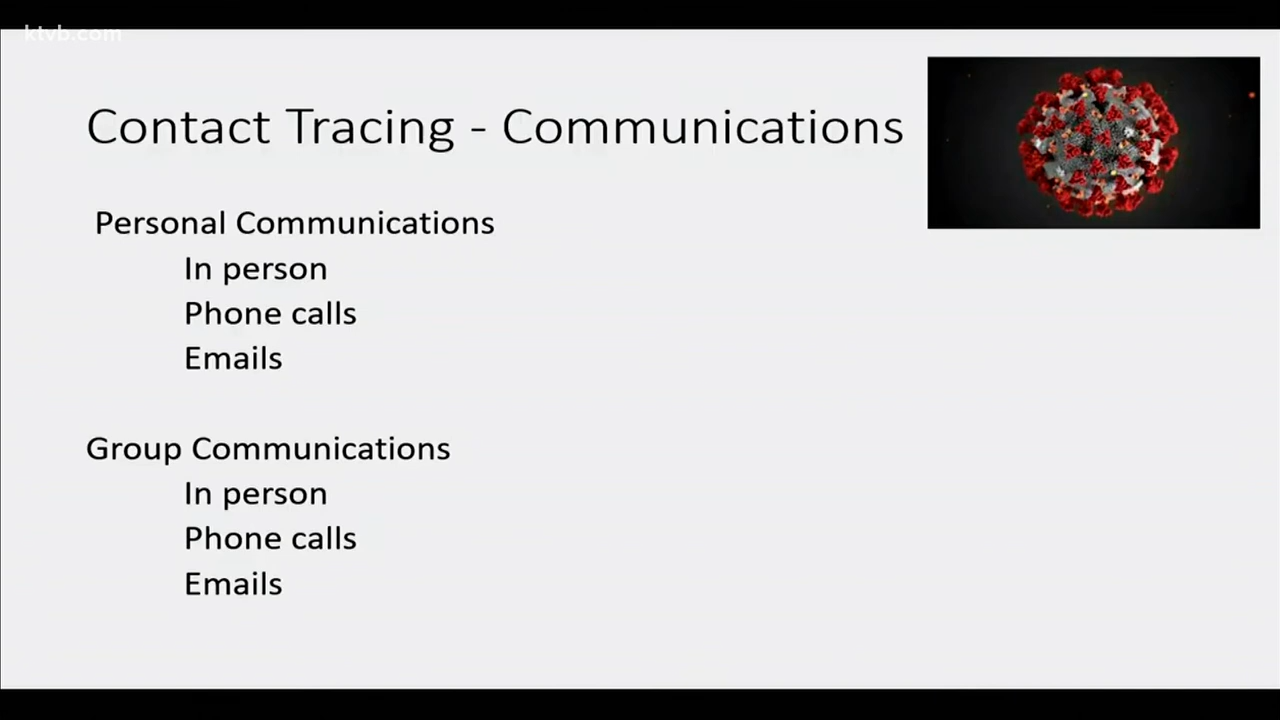 ktvb.com
Contact Tracing - Communications
Personal Communications
In person
Phone calls
Emails
Group Communications
In person
Phone calls
Emails